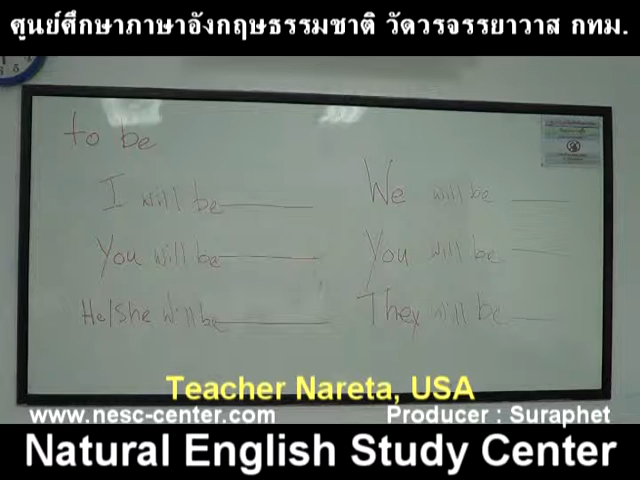 ศูนย์ศึกษาภาษาอังกฤษธรรมชาติ วัดวรจรรยาวาส กทม.
to be
I will be
You will be
He/She will be
We will be
You will be
They will be
Teacher Nareta, USA
www.nesc-center.com
Producer : Suraphet
Natural English Study Center